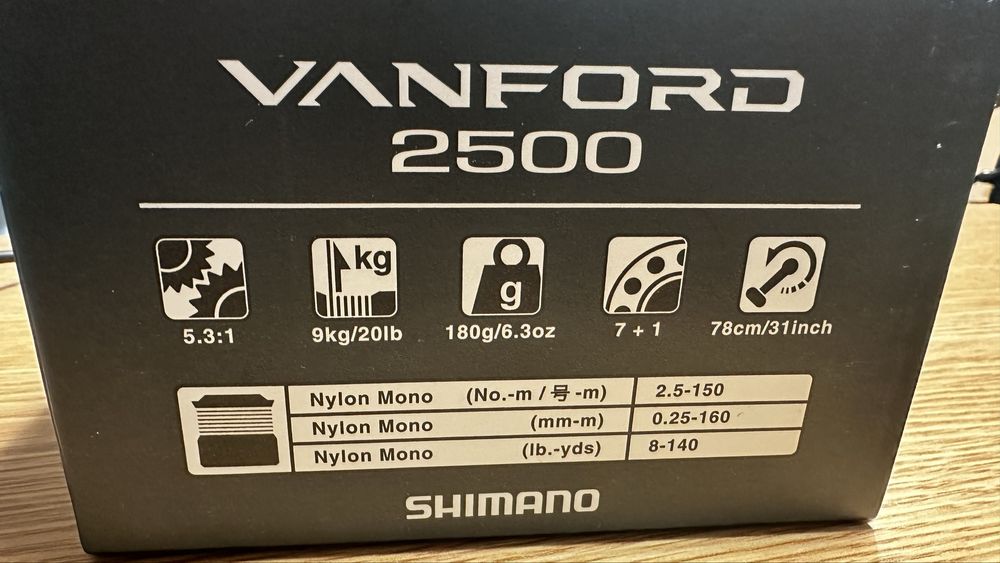 VANFORD
2500
kg
g
5.3:1 9kg/20lb 180g/6.3oz 7 + 1 78cm/31inch
Nylon Mono (No.-m / 号 -m) 2.5-150
Nylon Mono (mm-m) 0.25-160
Nylon Mono (lb.-yds) 8-140
SHIMANO